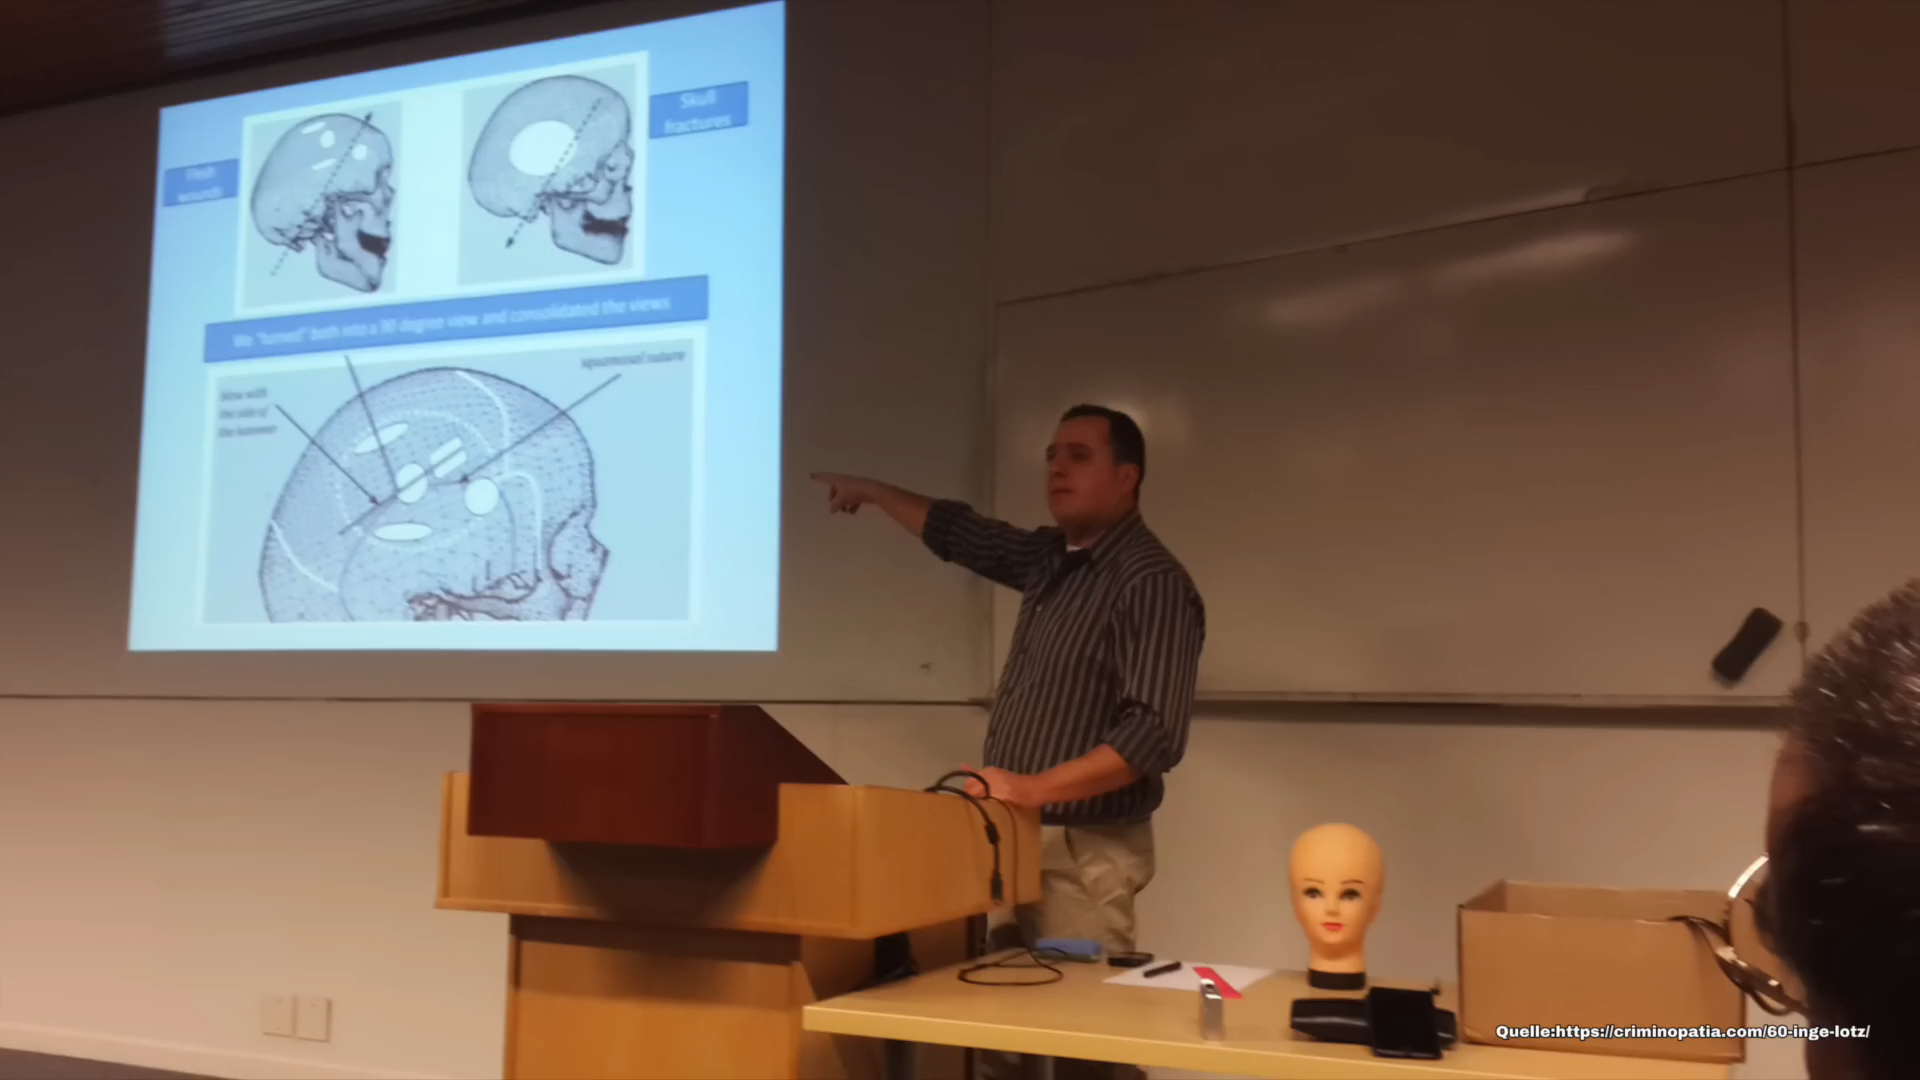 Skull
fractures
Flesh
wounds
We "turned" both into a 90 degree view and consolidated the views
squamosal suture
blow with
the side of
the hammer
Quelle:https://criminopatia.com/60-inge-lotz/